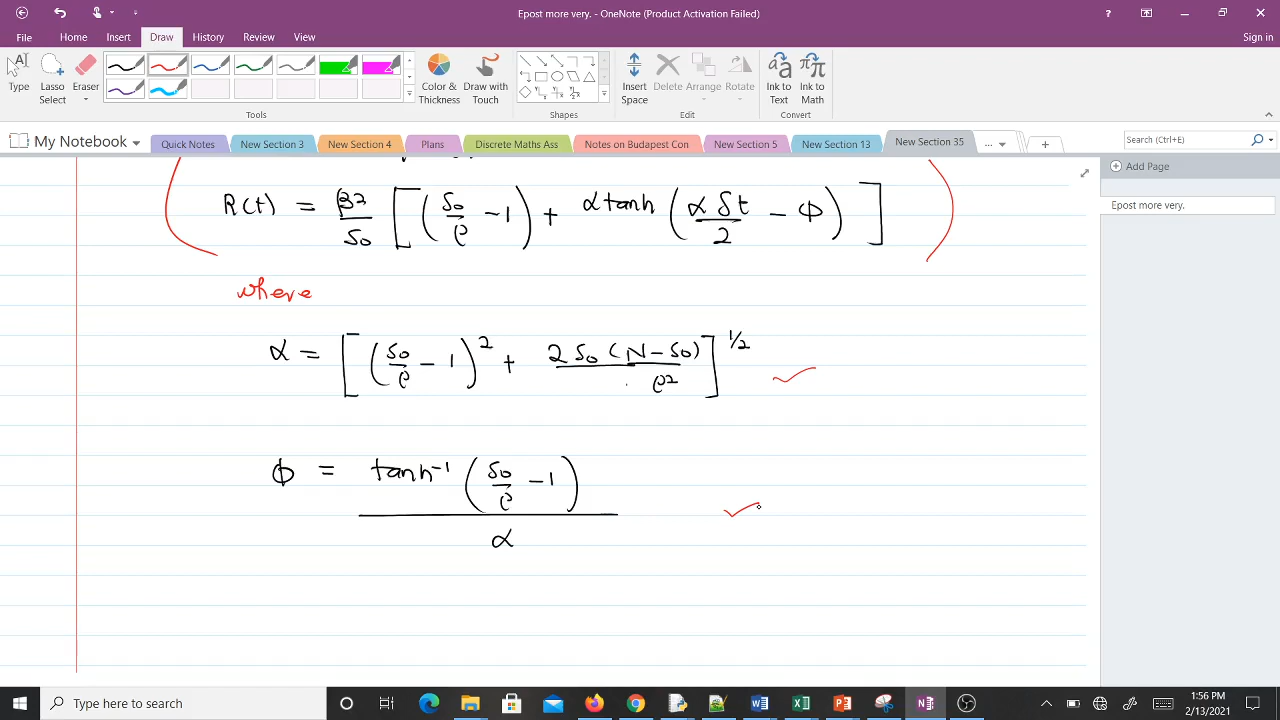 Epost more very. - OneNote (Product Activation Failed)
File Home Insert Draw History Review View Sign in
Type Lasso Select Eraser Color & Thickness Draw with Touch Insert Space Delete Arrange Rotate Ink to Text Ink to Math
Tools Shapes Edit Convert
My Notebook Quick Notes New Section 3 New Section 4 Plans Discrete Maths Ass Notes on Budapest Con New Section 5 New Section 13 New Section 35 ... Search (Ctrl+E)
Add Page
Epost more very.
R(t) = ρ²/S₀ [(S₀/ρ − 1) + α tanh (α δt/2 − Φ)]
where
α = [(S₀/ρ − 1)² + 2S₀(N − S₀)/ρ²]^1/2
Φ = tanh⁻¹ (S₀/ρ − 1) / α
Type here to search
1:56 PM
2/13/2021